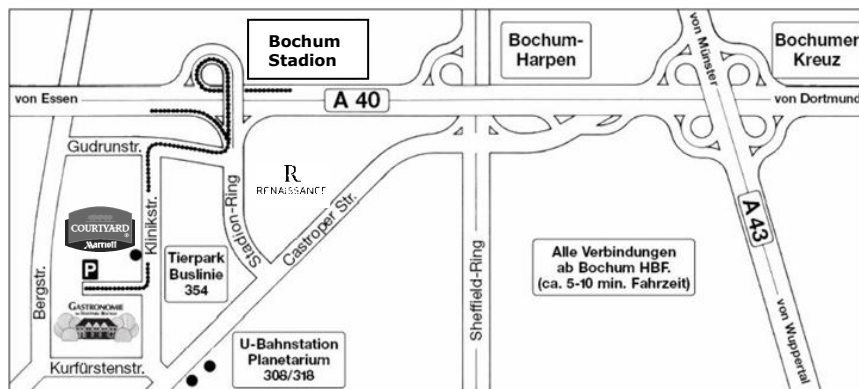 Bochum
Stadion
Bochum-
Harpen
von Münster
Bochumer
Kreuz
von Essen
A 40
von Dortmund
Gudrunstr.
R
RENAISSANCE
Klinikstr.
Stadion-Ring
Castroper Str.
A 43
COURTYARD
Marriott
P
Tierpark
Buslinie
354
Alle Verbindungen
ab Bochum HBF.
(ca. 5-10 min. Fahrzeit)
Bergstr.
Sheffield-Ring
GASTRONOMIE
von Wuppertal
U-Bahnstation
Planetarium
308/318
Kurfürstenstr.